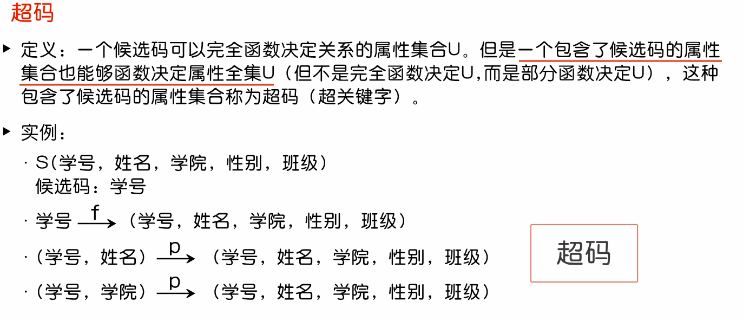 超码
定义：一个候选码可以完全函数决定关系的属性集合U。但是一个包含了候选码的属性
集合也能够函数决定属性全集U（但不是完全函数决定U,而是部分函数决定U），这种
包含了候选码的属性集合称为超码（超关键字）。
实例：
· S(学号，姓名，学院，性别，班级）
候选码：学号
· 学号 f （学号，姓名，学院，性别，班级）
·（学号，姓名） p （学号，姓名，学院，性别，班级）
·（学号，学院） p （学号，姓名，学院，性别，班级）
超码